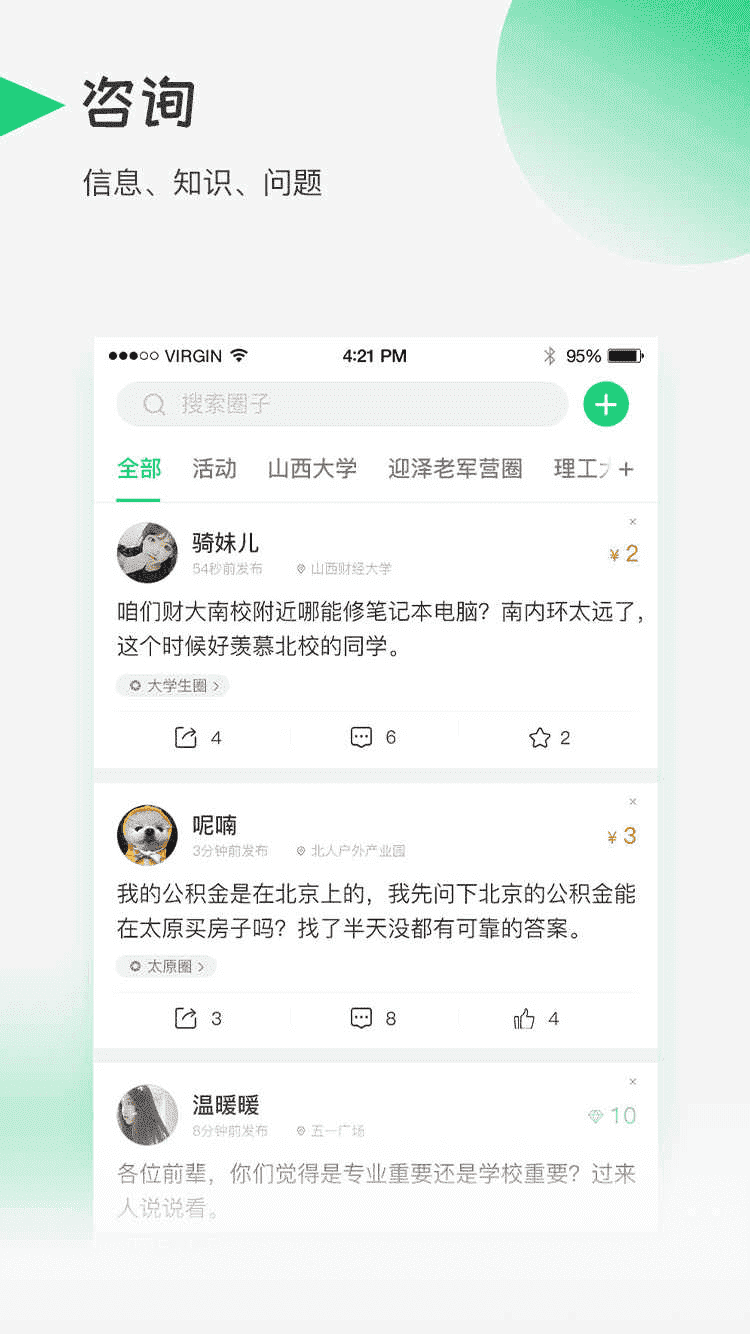 咨询
信息、知识、问题
VIRGIN 4:21 PM 95%
搜索圈子
全部 活动 山西大学 迎泽老军营圈 理工
骑妹儿
¥ 2
54秒前发布 山西财经大学
咱们财大南校附近哪能修笔记本电脑？南内环太远了，
这个时候好羡慕北校的同学。
大学生圈
4 6 2
呢喃
¥ 3
3分钟前发布 北人户外产业园
我的公积金是在北京上的，我先问下北京的公积金能
在太原买房子吗？找了半天没都有可靠的答案。
太原圈
3 8 4
温暖暖
10
8分钟前发布 五一广场
各位前辈，你们觉得是专业重要还是学校重要？过来
人说说看。